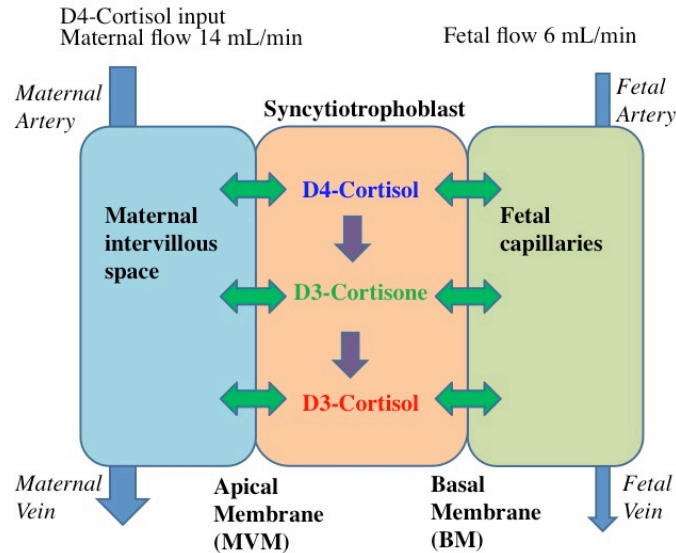 D4-Cortisol input
Maternal flow 14 mL/min
Fetal flow 6 mL/min
Maternal
Artery
Fetal
Artery
Syncytiotrophoblast
Maternal
intervillous
space
D4-Cortisol
D3-Cortisone
D3-Cortisol
Fetal
capillaries
Maternal
Vein
Apical
Membrane
(MVM)
Basal
Membrane
(BM)
Fetal
Vein